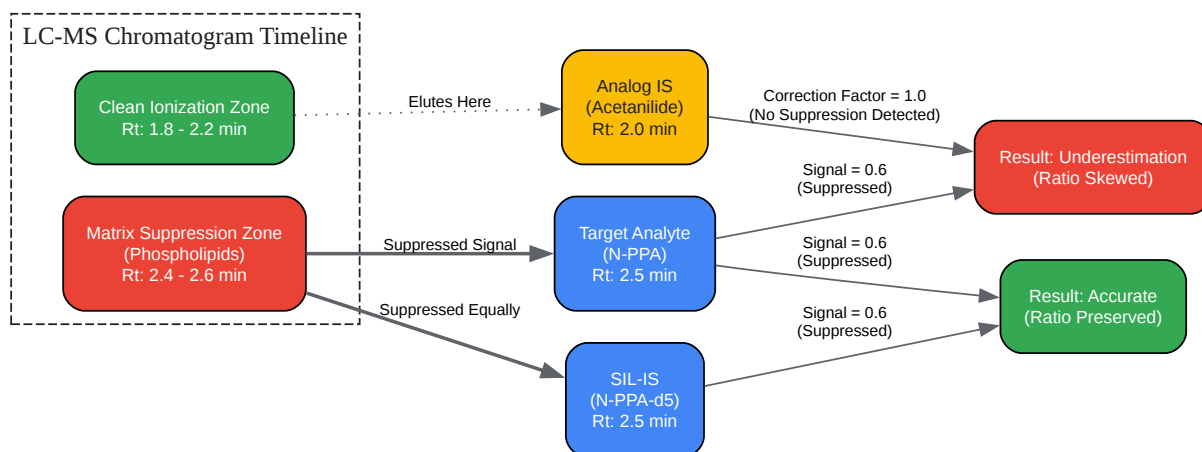 LC-MS Chromatogram Timeline
Clean Ionization Zone
Rt: 1.8 - 2.2 min
Matrix Suppression Zone
(Phospholipids)
Rt: 2.4 - 2.6 min
Elutes Here
Suppressed Signal
Suppressed Equally
Analog IS
(Acetanilide)
Rt: 2.0 min
Target Analyte
(N-PPA)
Rt: 2.5 min
SIL-IS
(N-PPA-d5)
Rt: 2.5 min
Correction Factor = 1.0
(No Suppression Detected)
Signal = 0.6
(Suppressed)
Signal = 0.6
(Suppressed)
Signal = 0.6
(Suppressed)
Result: Underestimation
(Ratio Skewed)
Result: Accurate
(Ratio Preserved)